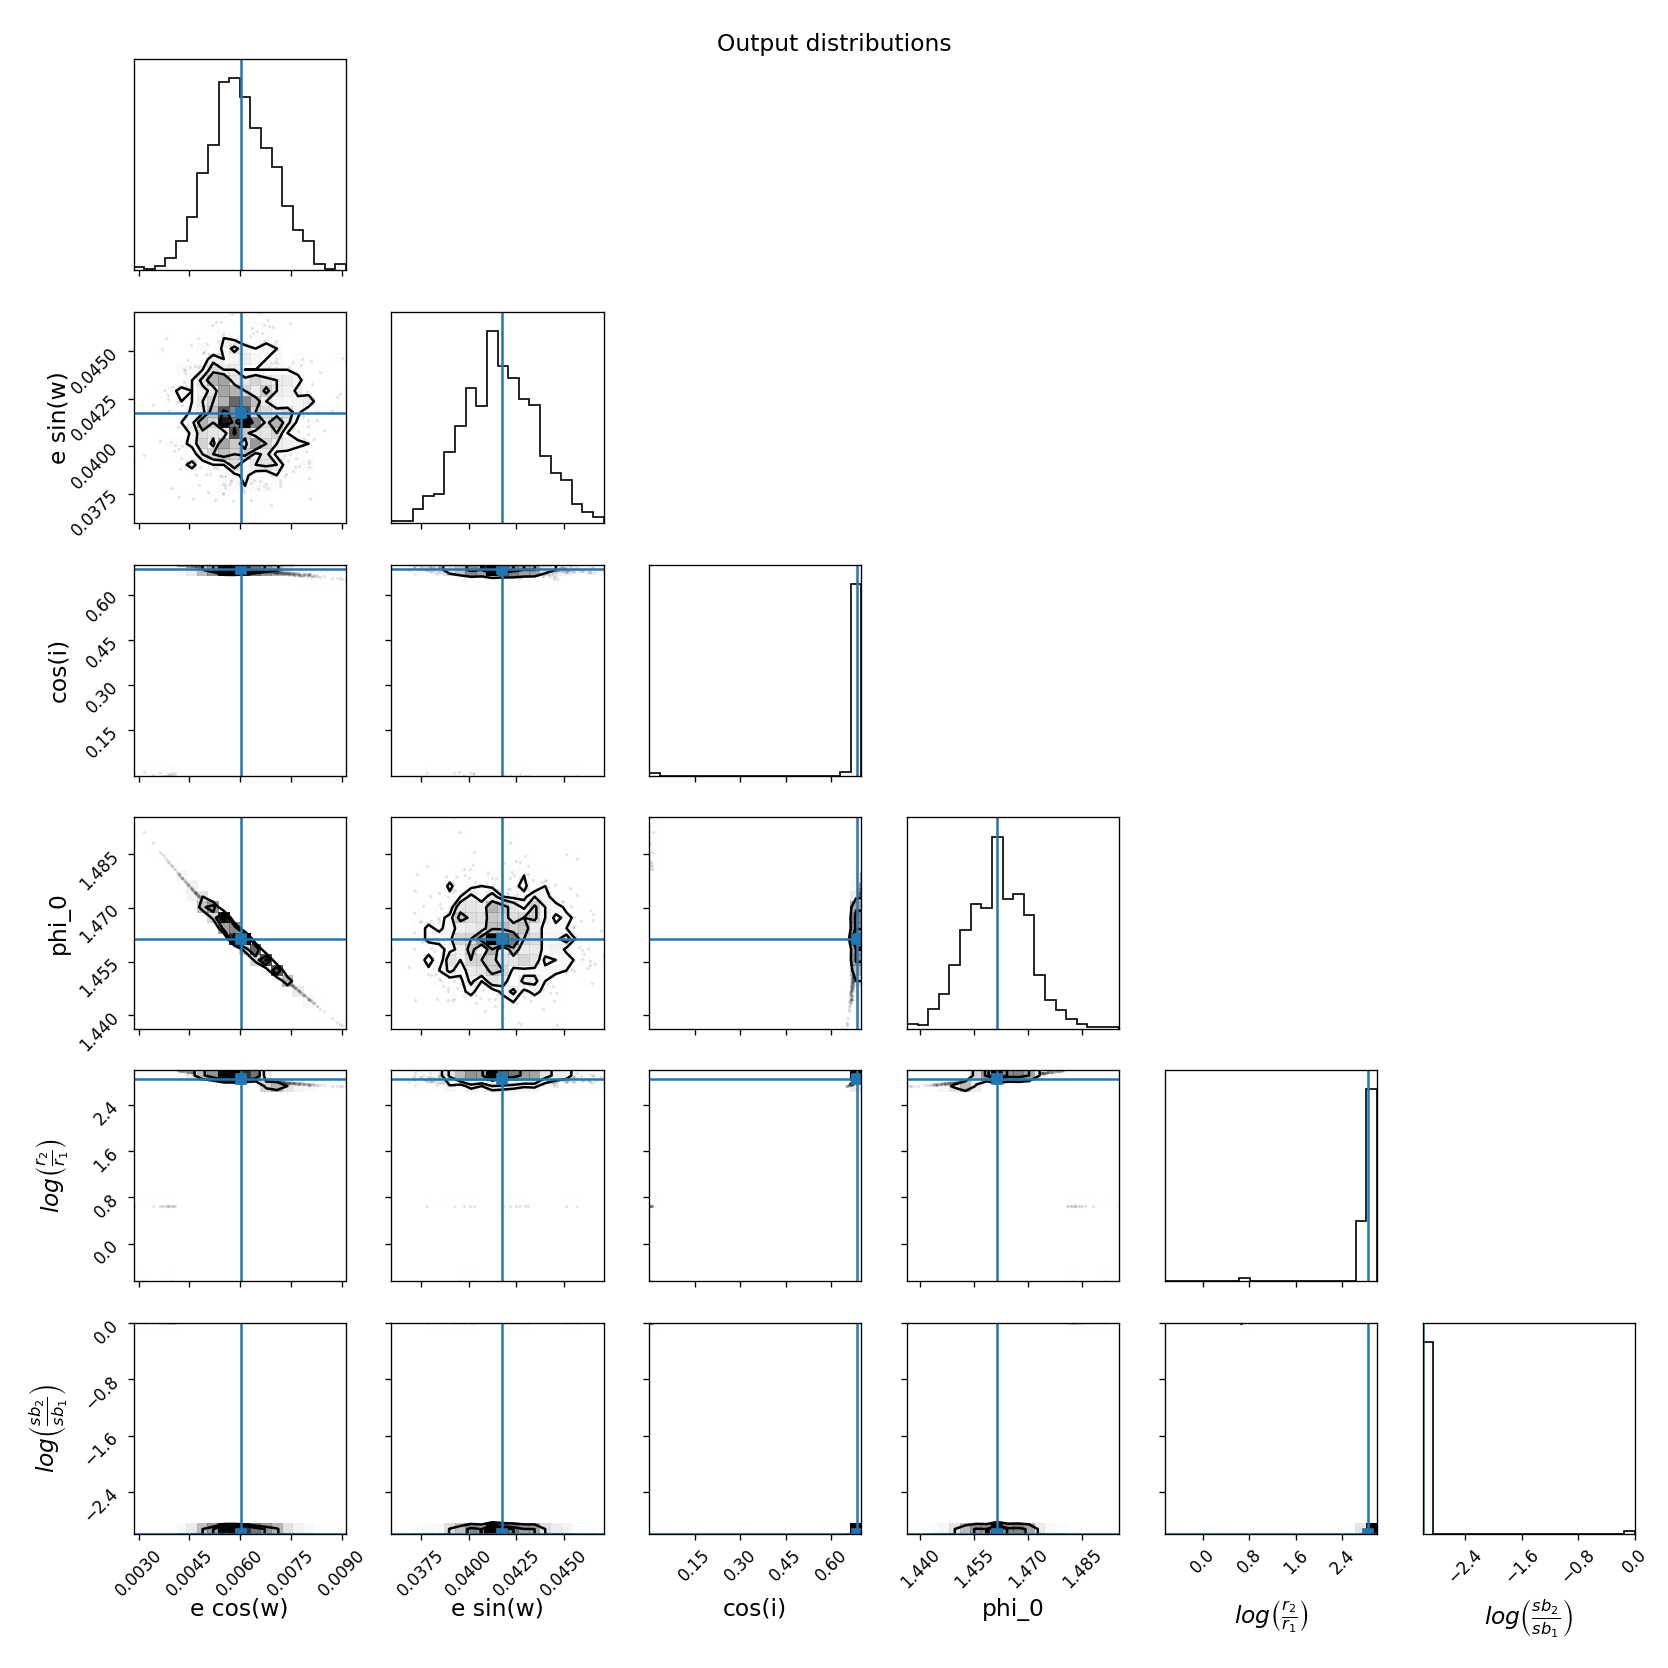 Output distributions
e sin(w)
0.0450
0.0425
0.0400
0.0375
cos(i)
0.60
0.45
0.30
0.15
phi_0
1.485
1.470
1.455
1.440
log(r2/r1)
2.4
1.6
0.8
0.0
log(sb2/sb1)
0.0
−0.8
−1.6
−2.4
0.0030 0.0045 0.0060 0.0075 0.0090 0.0375 0.0400 0.0425 0.0450 0.15 0.30 0.45 0.60 1.440 1.455 1.470 1.485 0.0 0.8 1.6 2.4 −2.4 −1.6 −0.8 0.0
e cos(w) e sin(w) cos(i) phi_0 log(r2/r1) log(sb2/sb1)